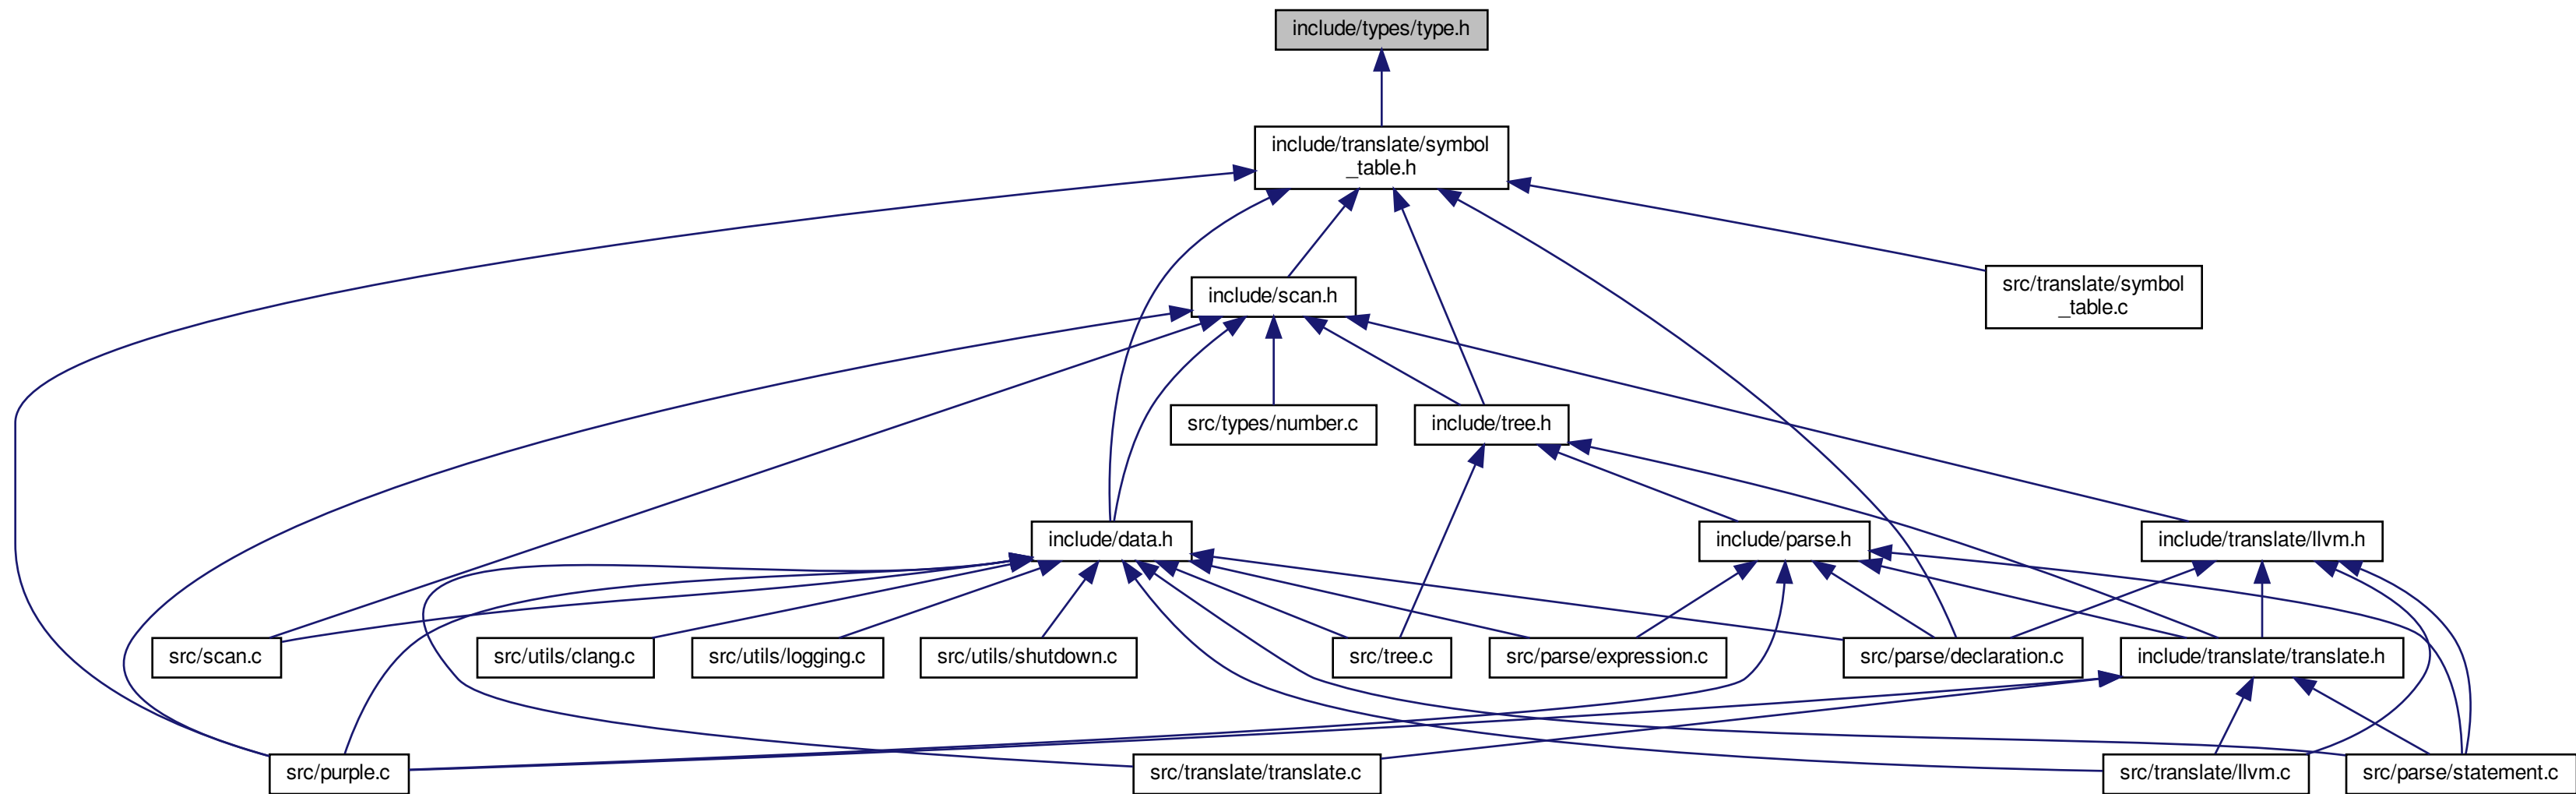 include/types/type.h
include/translate/symbol
_table.h
include/scan.h
src/translate/symbol
_table.c
src/types/number.c
include/tree.h
include/data.h
include/parse.h
include/translate/llvm.h
src/scan.c
src/utils/clang.c
src/utils/logging.c
src/utils/shutdown.c
src/tree.c
src/parse/expression.c
src/parse/declaration.c
include/translate/translate.h
src/purple.c
src/translate/translate.c
src/translate/llvm.c
src/parse/statement.c